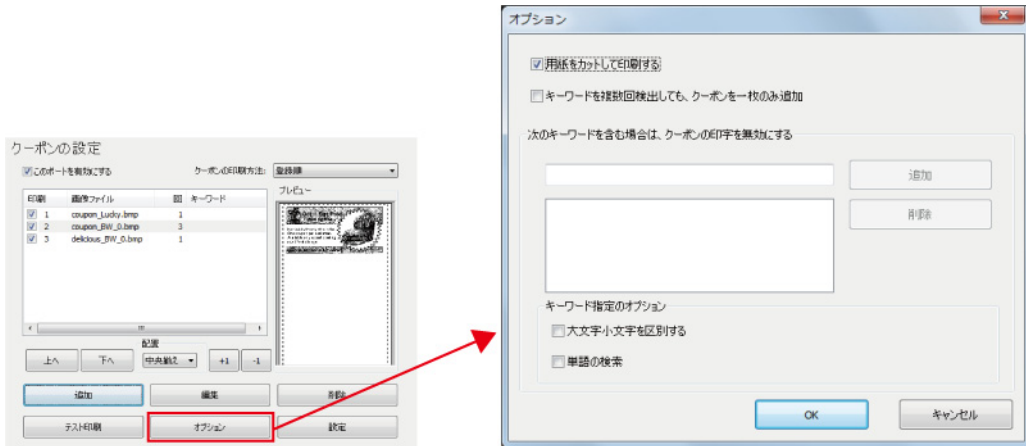 クーポンの設定
このポートを有効にする
クーポンの印刷方法:
登録順
印刷 画像ファイル 回 キーワード
1 coupon_Lucky.bmp 1
2 coupon_BW_0.bmp 3
3 delicious_BW_0.bmp 1
プレビュー
配置
上へ
下へ
中央揃え
+1
-1
追加
編集
削除
テスト印刷
オプション
設定
オプション
用紙をカットして印刷する
キーワードを複数回検出しても、クーポンを一枚のみ追加
次のキーワードを含む場合は、クーポンの印字を無効にする
追加
削除
キーワード指定のオプション
大文字小文字を区別する
単語の検索
OK
キャンセル